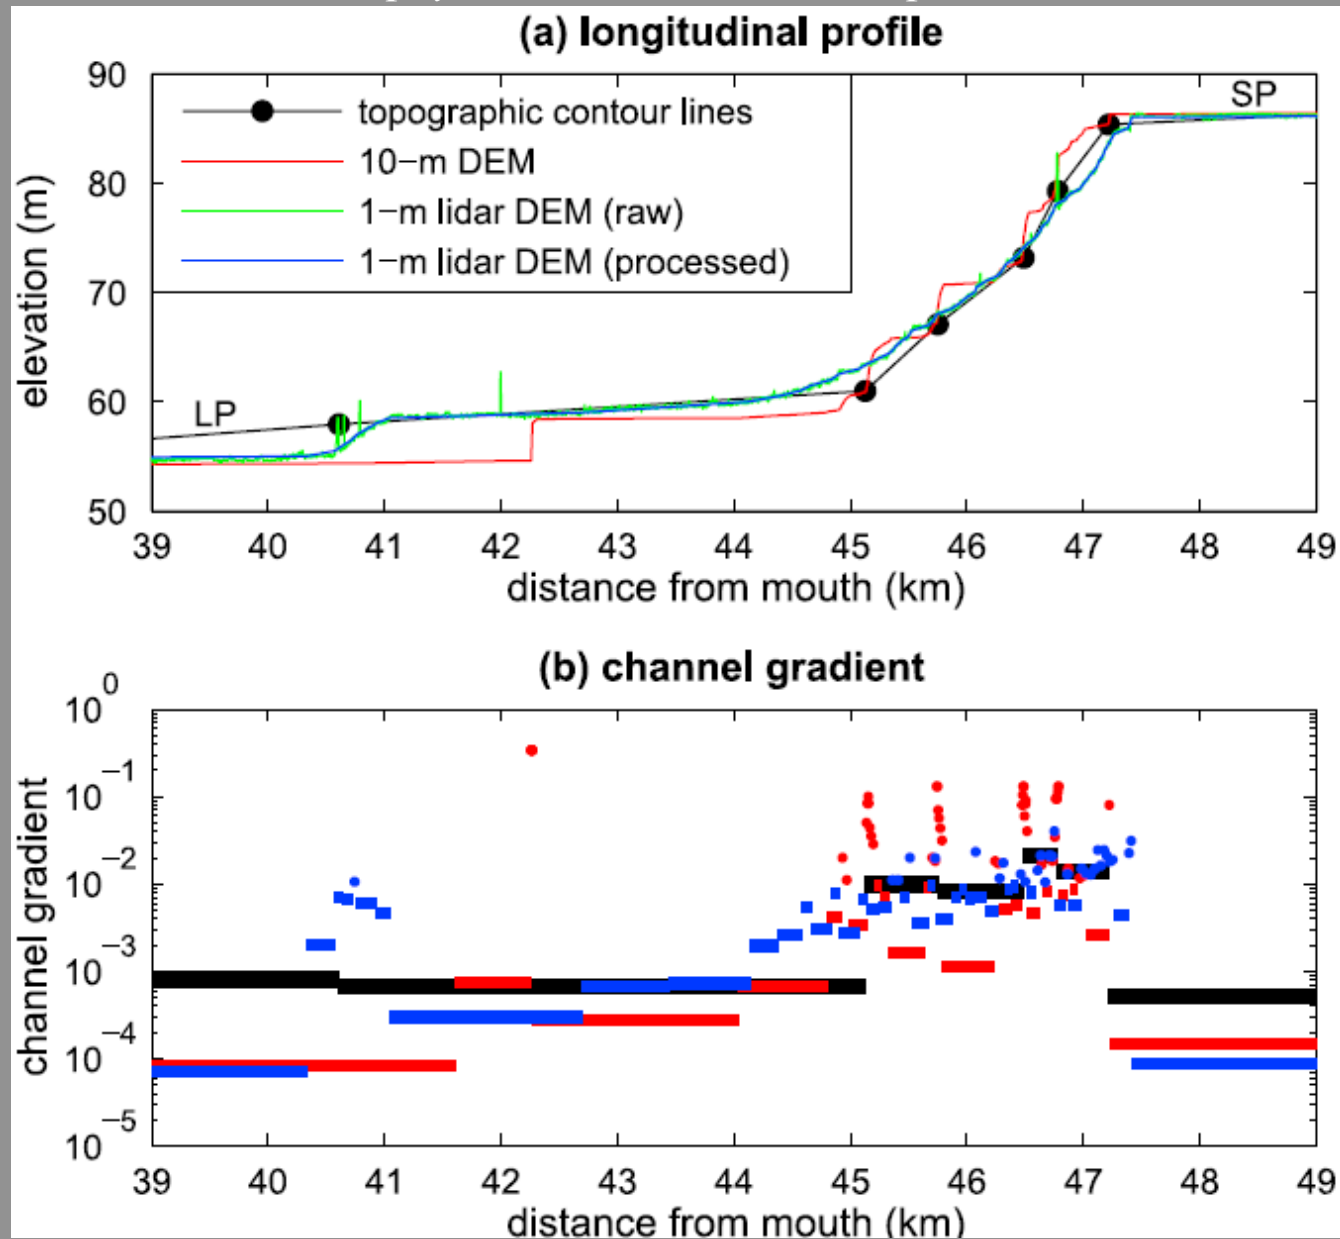 (a) longitudinal profile
90
80
70
60
50
elevation (m)
topographic contour lines
10−m DEM
1−m lidar DEM (raw)
1−m lidar DEM (processed)
SP
LP
39 40 41 42 43 44 45 46 47 48 49
distance from mouth (km)
(b) channel gradient
10^0
10^−1
10^−2
10^−3
10^−4
10^−5
channel gradient
39 40 41 42 43 44 45 46 47 48 49
distance from mouth (km)